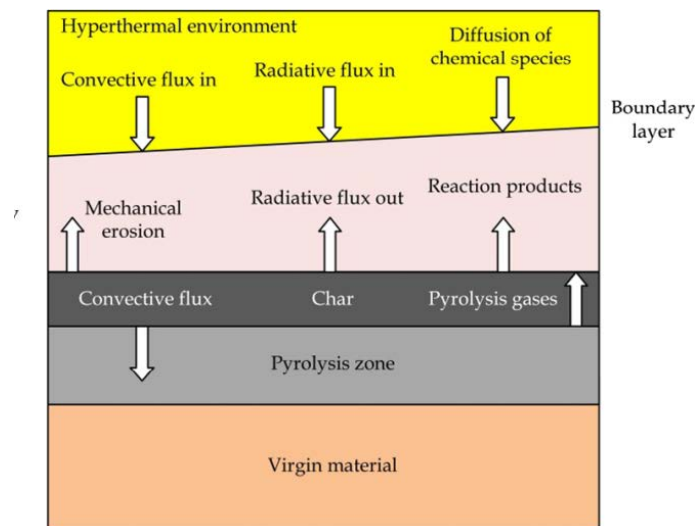 Hyperthermal environment
Convective flux in
Radiative flux in
Diffusion of
chemical species
Boundary
layer
Mechanical
erosion
Radiative flux out
Reaction products
Convective flux
Char
Pyrolysis gases
Pyrolysis zone
Virgin material